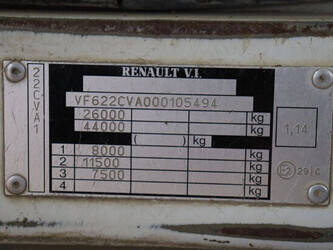 RENAULT V.I.
22CVA1
VF622CVA000105494
26000 kg
44000 kg
( ) kg
1 8000 kg
2 11500 kg
3 7500 kg
4 kg
1,14